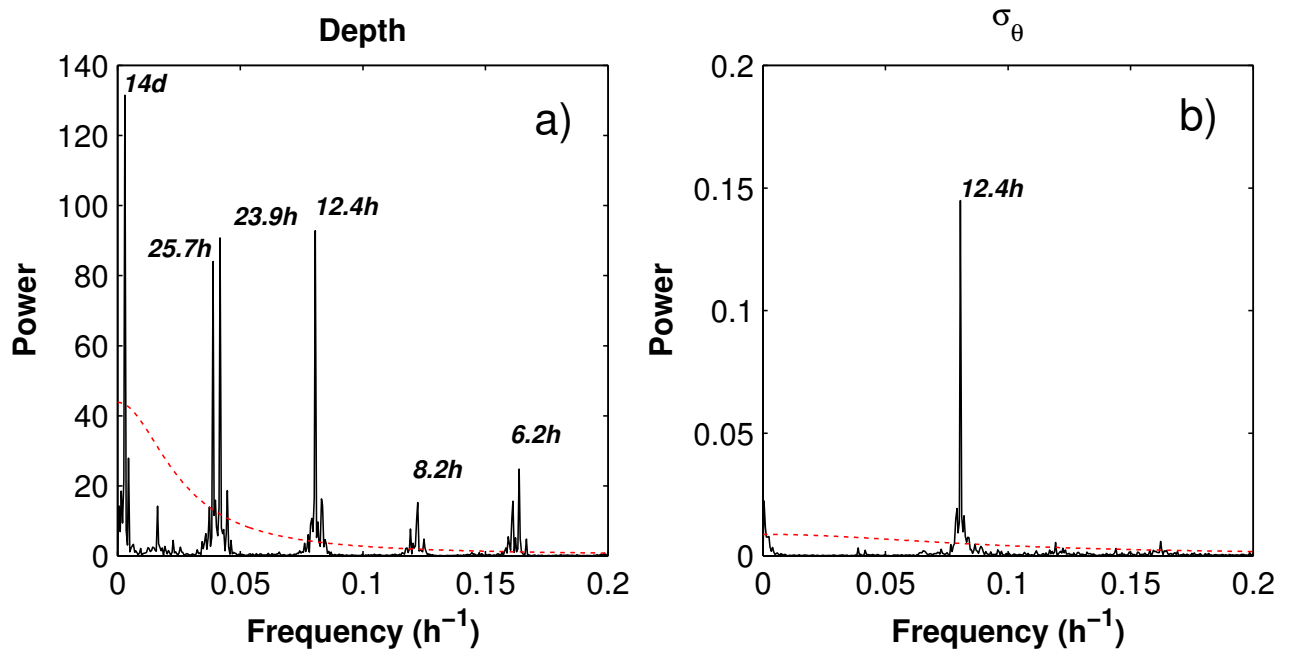 Depth
a)
14d
25.7h
23.9h
12.4h
8.2h
6.2h
140
120
100
80
60
40
20
0
Power
0 0.05 0.1 0.15 0.2
Frequency (h⁻¹)
σθ
b)
12.4h
0.2
0.15
0.1
0.05
0
Power
0 0.05 0.1 0.15 0.2
Frequency (h⁻¹)